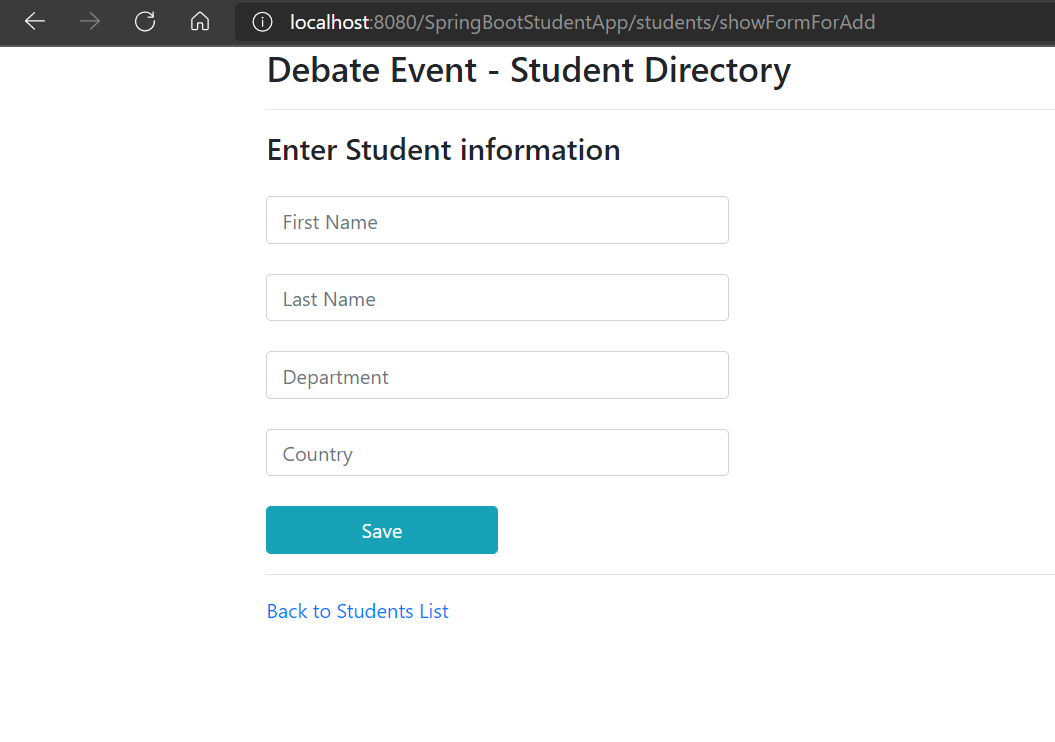 localhost:8080/SpringBootStudentApp/students/showFormForAdd
Debate Event - Student Directory
Enter Student information
First Name
Last Name
Department
Country
Save
Back to Students List